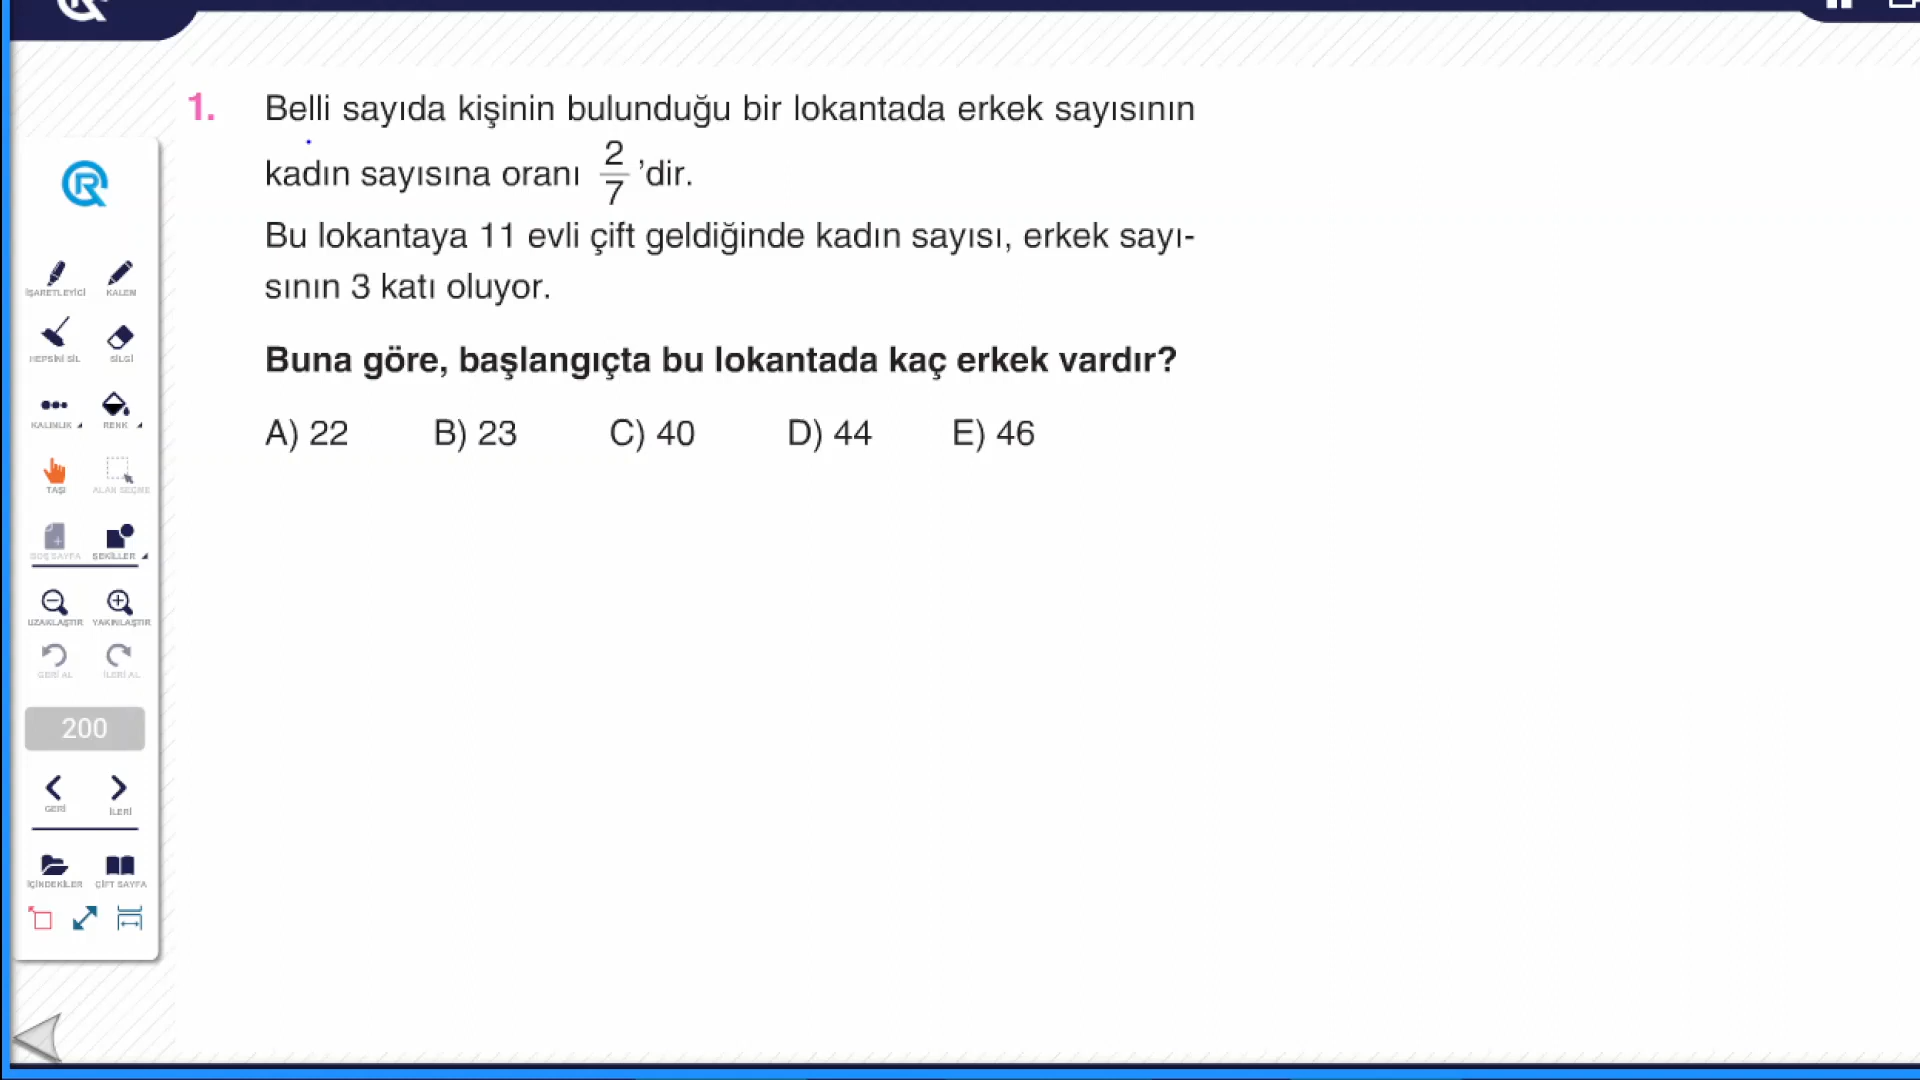 1. Belli sayıda kişinin bulunduğu bir lokantada erkek sayısının
kadın sayısına oranı 2/7 'dir.
Bu lokantaya 11 evli çift geldiğinde kadın sayısı, erkek sayı-
sının 3 katı oluyor.
Buna göre, başlangıçta bu lokantada kaç erkek vardır?
A) 22 B) 23 C) 40 D) 44 E) 46
İŞARETLEYİCİ KALEM
HEPSİNİ SİL SİLGİ
KALINLIK RENK
TAŞI ALAN SEÇME
BOŞ SAYFA ŞEKİLLER
UZAKLAŞTIR YAKINLAŞTIR
GERİ AL İLERİ AL
200
GERİ İLERİ
İÇİNDEKİLER ÇİFT SAYFA